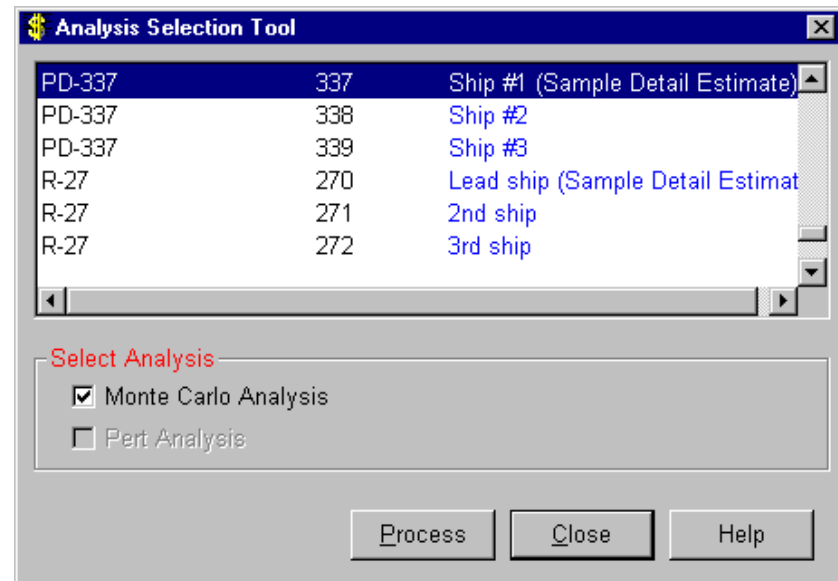 Analysis Selection Tool
PD-337 337 Ship #1 (Sample Detail Estimate)
PD-337 338 Ship #2
PD-337 339 Ship #3
R-27 270 Lead ship (Sample Detail Estimat
R-27 271 2nd ship
R-27 272 3rd ship
Select Analysis
Monte Carlo Analysis
Pert Analysis
Process Close Help